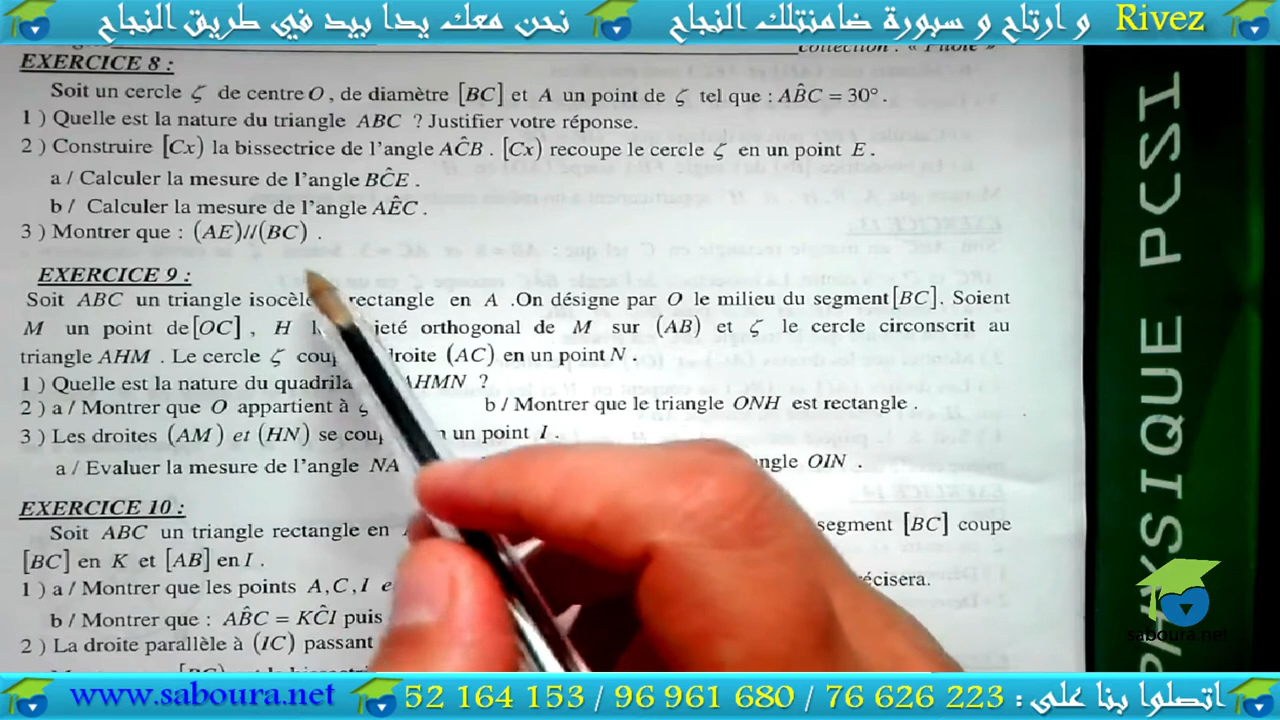 نحن معك يدا بيد في طريق النجاح و ارتاح و سبورة ضامنتلك النجاح Rivez
Collection : « Pilote »
EXERCICE 8 :
Soit un cercle ζ de centre O , de diamètre [BC] et A un point de ζ tel que : AB̂C = 30° .
1 ) Quelle est la nature du triangle ABC ? Justifier votre réponse.
2 ) Construire [Cx) la bissectrice de l'angle AĈB . [Cx) recoupe le cercle ζ en un point E .
a / Calculer la mesure de l'angle BĈE .
b / Calculer la mesure de l'angle AÊC .
3 ) Montrer que : (AE)//(BC) .
EXERCICE 9 :
Soit ABC un triangle isocèle rectangle en A .On désigne par O le milieu du segment [BC]. Soient
M un point de [OC] , H jeté orthogonal de M sur (AB) et ζ le cercle circonscrit au
triangle AHM . Le cercle ζ coup droite (AC) en un point N .
1 ) Quelle est la nature du quadrila AHMN ?
2 ) a / Montrer que O appartient à ζ b / Montrer que le triangle ONH est rectangle .
3 ) Les droites (AM) et (HN) se coup un point I .
a / Evaluer la mesure de l'angle NA ngle OIN .
EXERCICE 10 :
Soit ABC un triangle rectangle en segment [BC] coupe
[BC] en K et [AB] en I .
1 ) a / Montrer que les points A , C , I e écisera.
b / Montrer que : AB̂C = KĈI puis
2 ) La droite parallèle à (IC) passant
PHYSIQUE PCSI
saboura.net
www.saboura.net 52 164 153 / 96 961 680 / 76 626 223 اتصلوا بنا على :